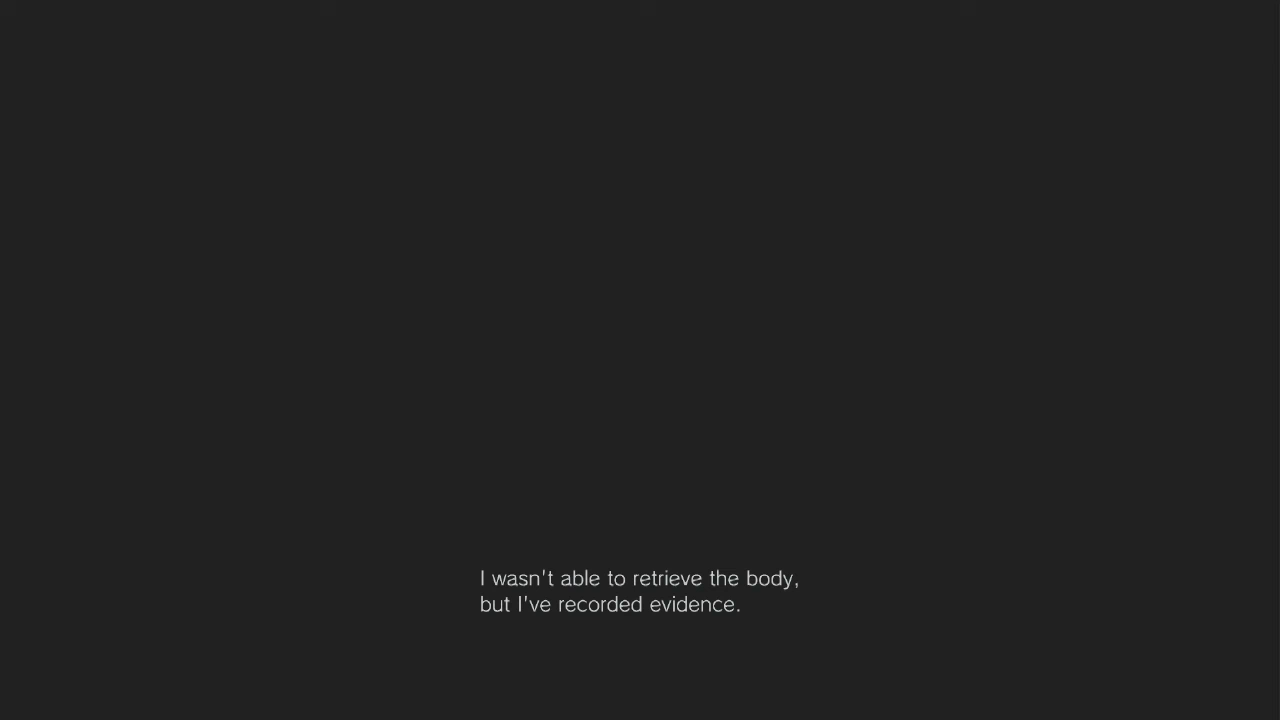 I wasn't able to retrieve the body,
but I've recorded evidence.